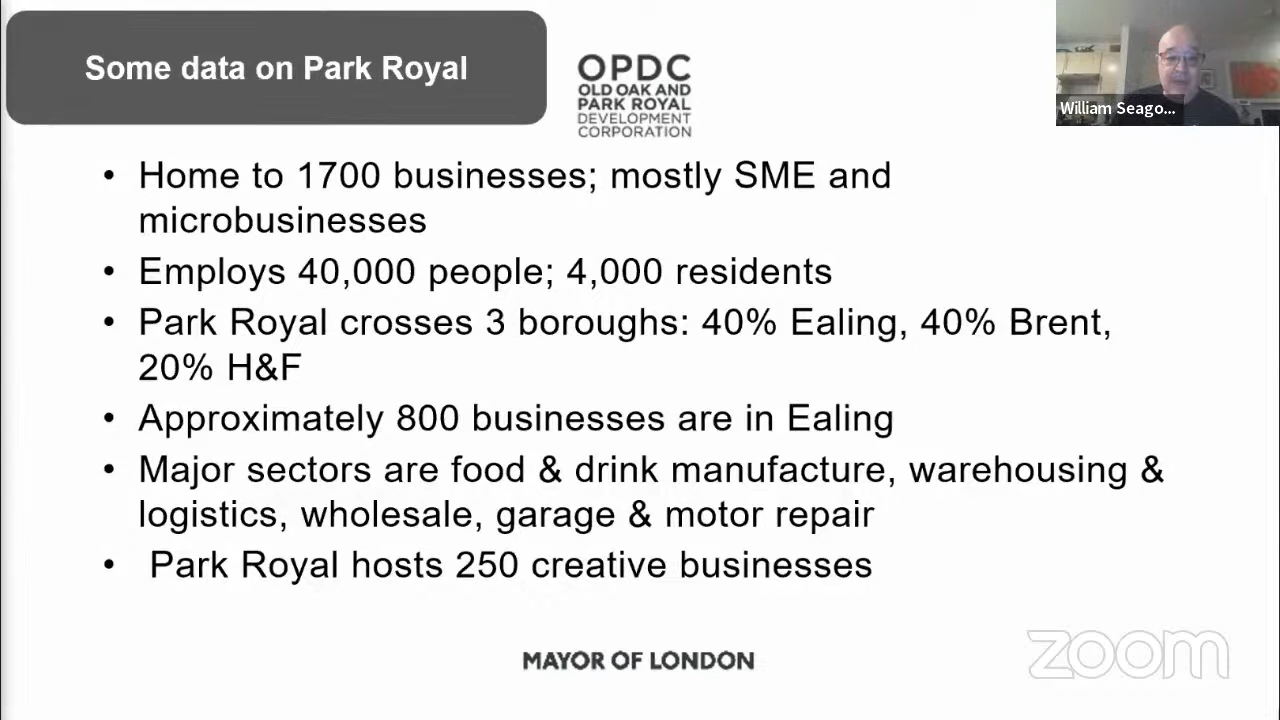 Some data on Park Royal
OPDC
OLD OAK AND
PARK ROYAL
DEVELOPMENT
CORPORATION
William Seago...
• Home to 1700 businesses; mostly SME and
microbusinesses
• Employs 40,000 people; 4,000 residents
• Park Royal crosses 3 boroughs: 40% Ealing, 40% Brent,
20% H&F
• Approximately 800 businesses are in Ealing
• Major sectors are food & drink manufacture, warehousing &
logistics, wholesale, garage & motor repair
• Park Royal hosts 250 creative businesses
MAYOR OF LONDON
zoom